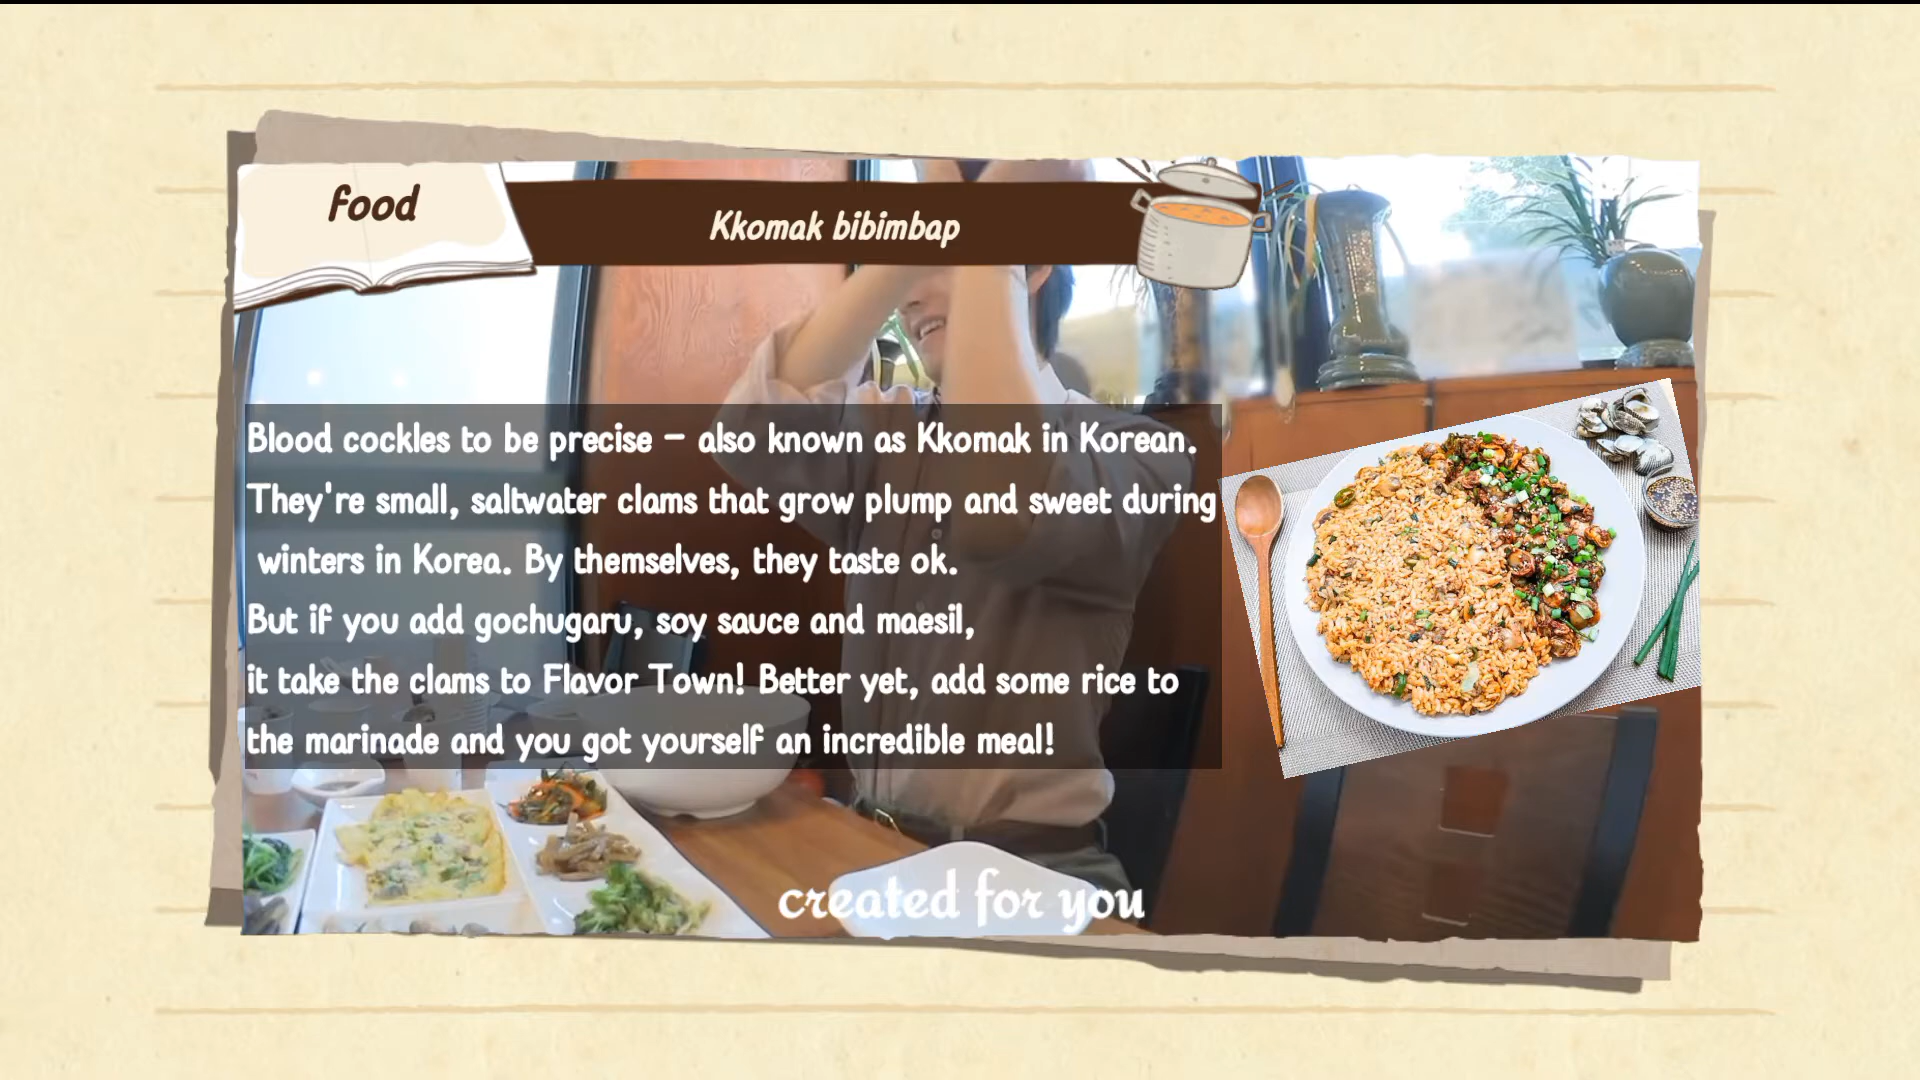 food
Kkomak bibimbap
Blood cockles to be precise – also known as Kkomak in Korean.
They're small, saltwater clams that grow plump and sweet during
winters in Korea. By themselves, they taste ok.
But if you add gochugaru, soy sauce and maesil,
it take the clams to Flavor Town! Better yet, add some rice to
the marinade and you got yourself an incredible meal!
created for you